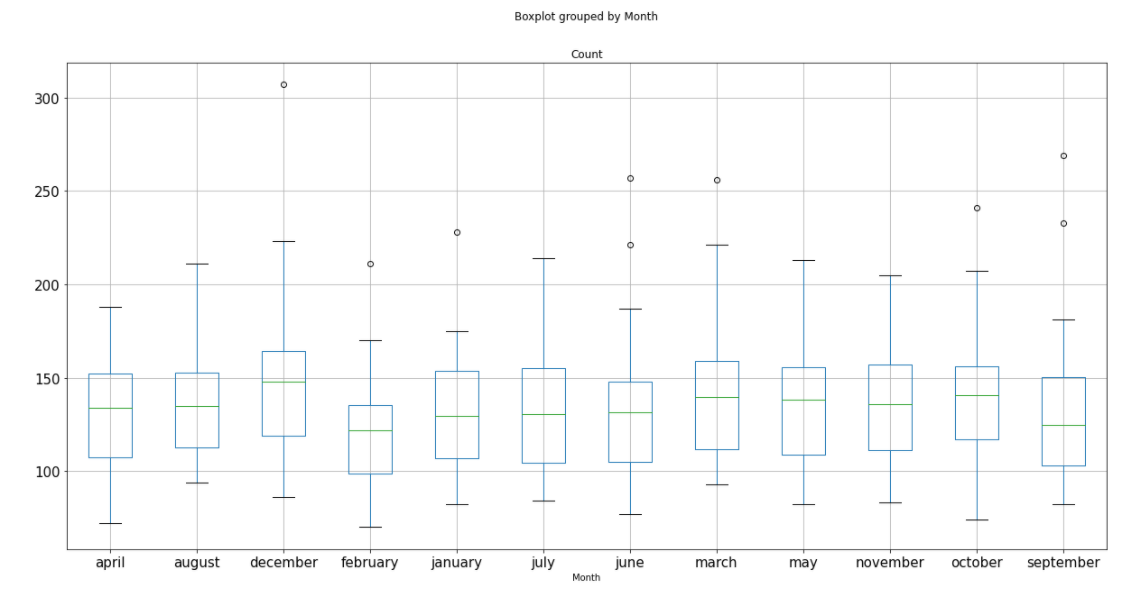 Boxplot grouped by Month
Count
300
250
200
150
100
april august december february january july june march may november october september
Month